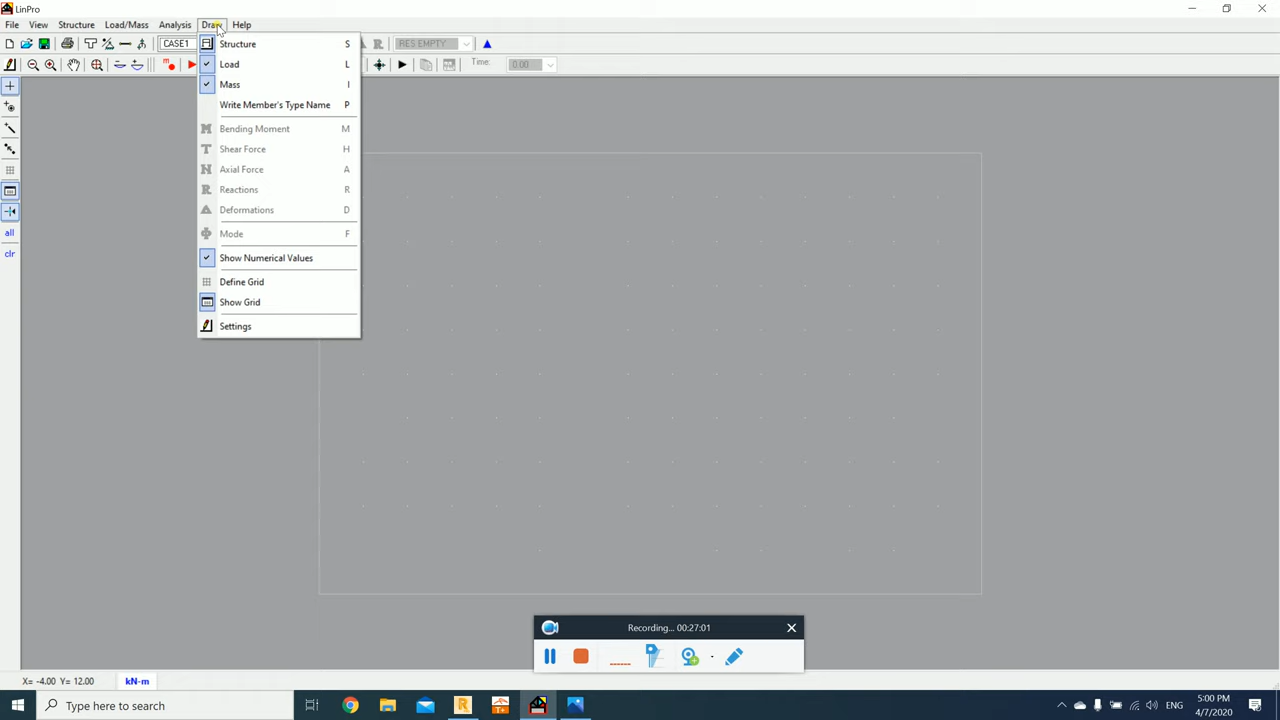 LinPro
File View Structure Load/Mass Analysis Draw Help
CASE1 R RES EMPTY
Time: 0.00
all
clr
Structure S
Load L
Mass I
Write Member's Type Name P
M Bending Moment M
T Shear Force H
N Axial Force A
R Reactions R
Deformations D
Mode F
Show Numerical Values
Define Grid
Show Grid
Settings
Recording... 00:27:01
X= -4.00 Y= 12.00 kN-m
Type here to search
ENG
5:00 PM
4/7/2020